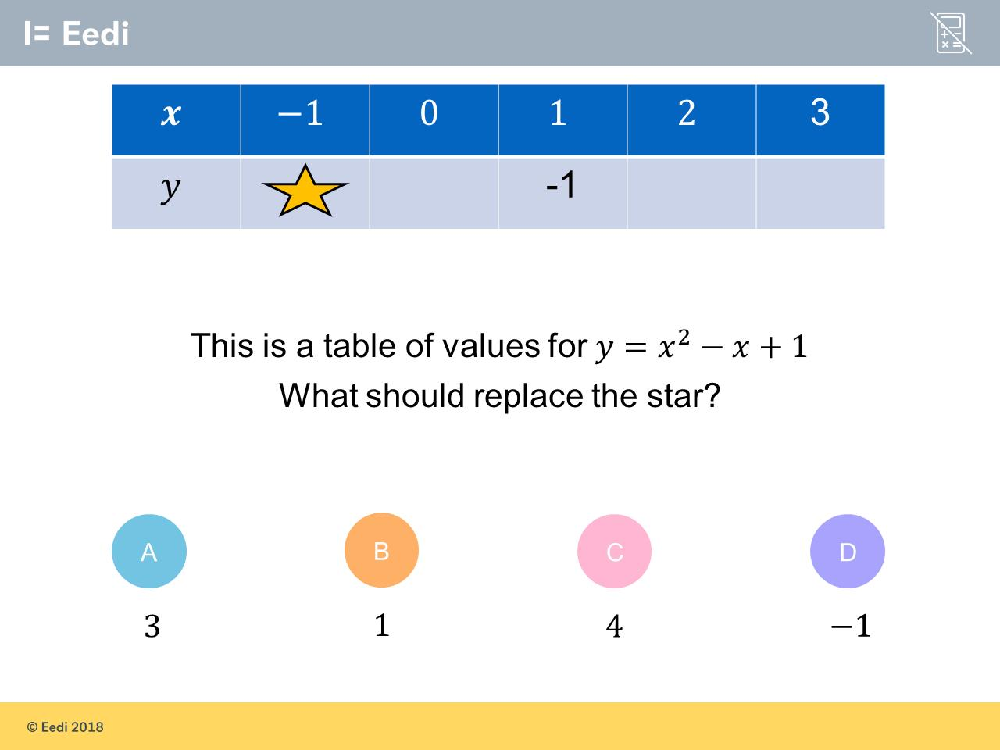 Eedi
x −1 0 1 2 3
y -1
This is a table of values for y = x² − x + 1
What should replace the star?
A B C D
3 1 4 −1
© Eedi 2018